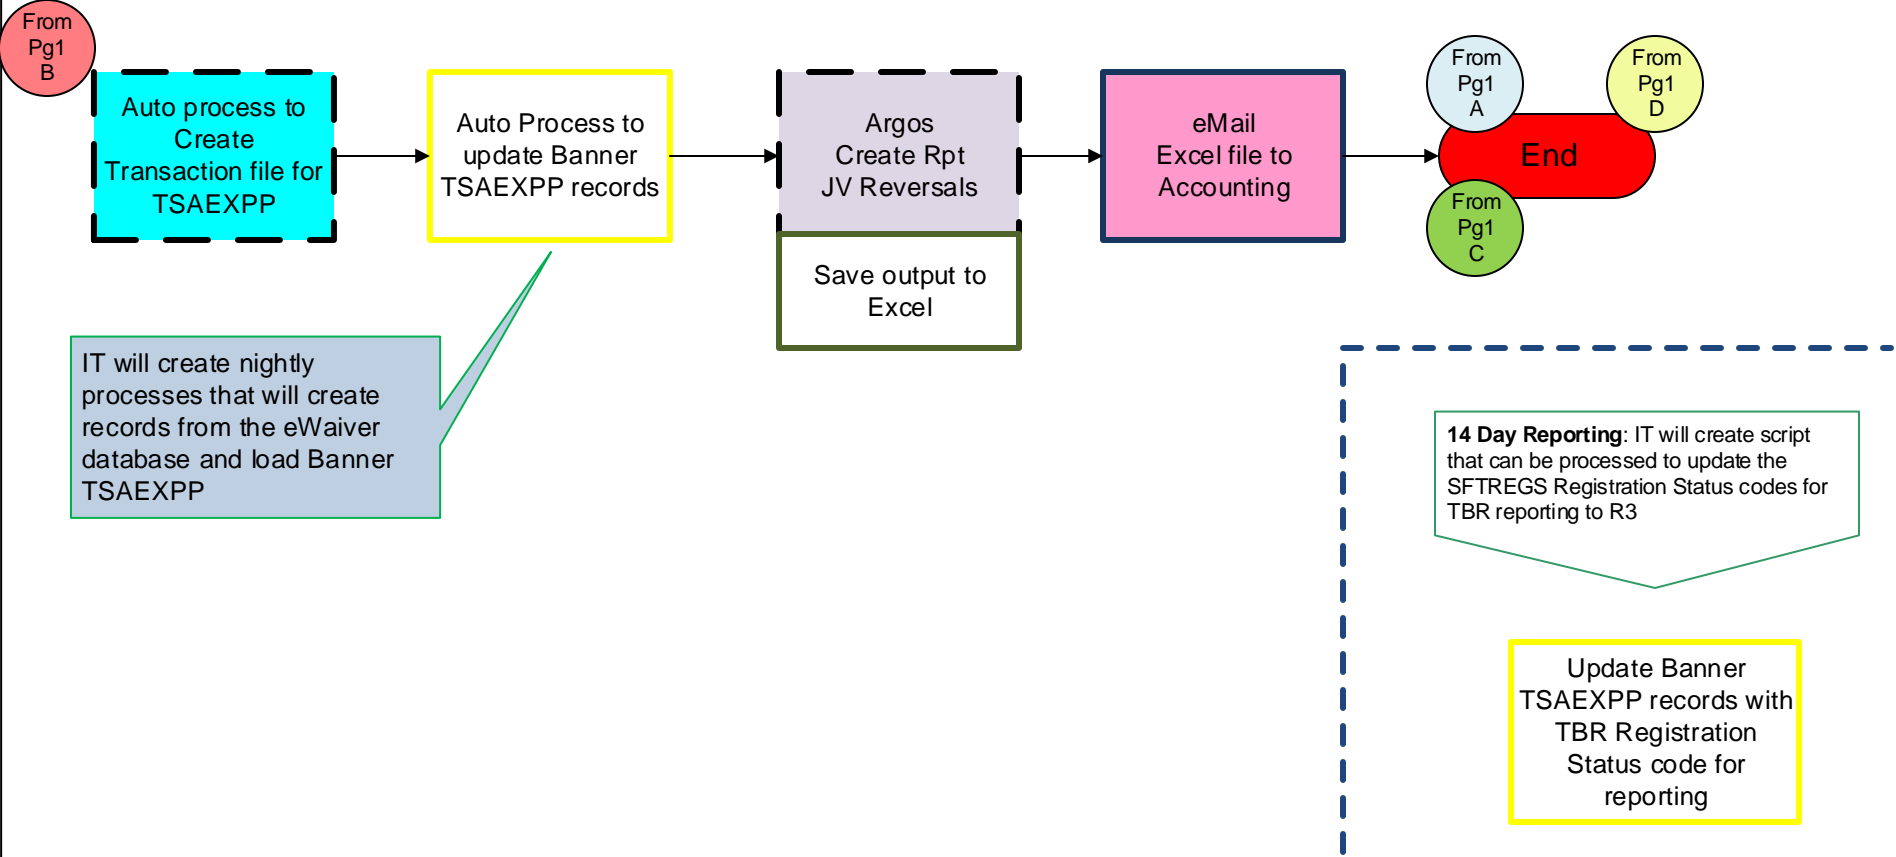 From
Pg1
B
Auto process to
Create
Transaction file for
TSAEXPP
Auto Process to
update Banner
TSAEXPP records
Argos
Create Rpt
JV Reversals
Save output to
Excel
eMail
Excel file to
Accounting
From
Pg1
A
From
Pg1
D
End
From
Pg1
C
IT will create nightly
processes that will create
records from the eWaiver
database and load Banner
TSAEXPP
14 Day Reporting: IT will create script
that can be processed to update the
SFTREGS Registration Status codes for
TBR reporting to R3
Update Banner
TSAEXPP records with
TBR Registration
Status code for
reporting